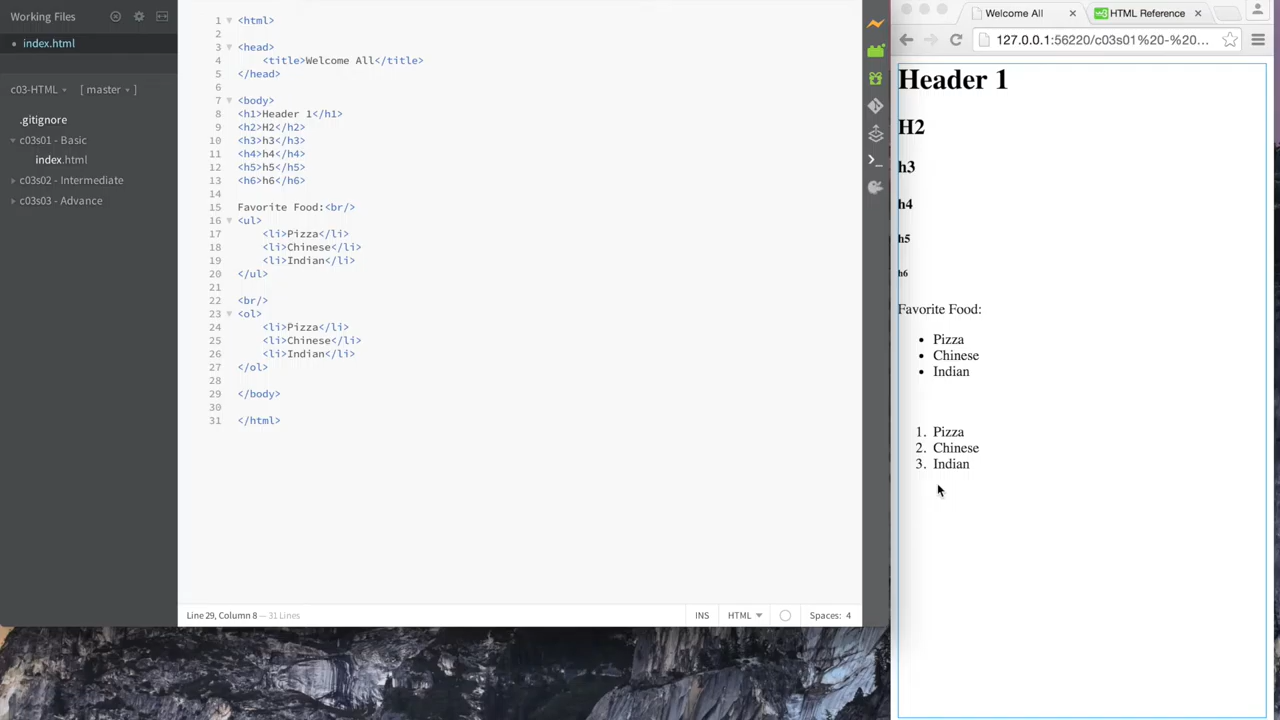 Working Files
index.html
c03-HTML [ master ]
.gitignore
c03s01 - Basic
index.html
c03s02 - Intermediate
c03s03 - Advance
1 <html>
2
3 <head>
4 <title>Welcome All</title>
5 </head>
6
7 <body>
8 <h1>Header 1</h1>
9 <h2>H2</h2>
10 <h3>h3</h3>
11 <h4>h4</h4>
12 <h5>h5</h5>
13 <h6>h6</h6>
14
15 Favorite Food:<br/>
16 <ul>
17 <li>Pizza</li>
18 <li>Chinese</li>
19 <li>Indian</li>
20 </ul>
21
22 <br/>
23 <ol>
24 <li>Pizza</li>
25 <li>Chinese</li>
26 <li>Indian</li>
27 </ol>
28
29 </body>
30
31 </html>
Line 29, Column 8 — 31 Lines
INS HTML Spaces: 4
Welcome All
HTML Reference
127.0.0.1:56220/c03s01%20-%20...
Header 1
H2
h3
h4
h5
h6
Favorite Food:
• Pizza
• Chinese
• Indian
1. Pizza
2. Chinese
3. Indian